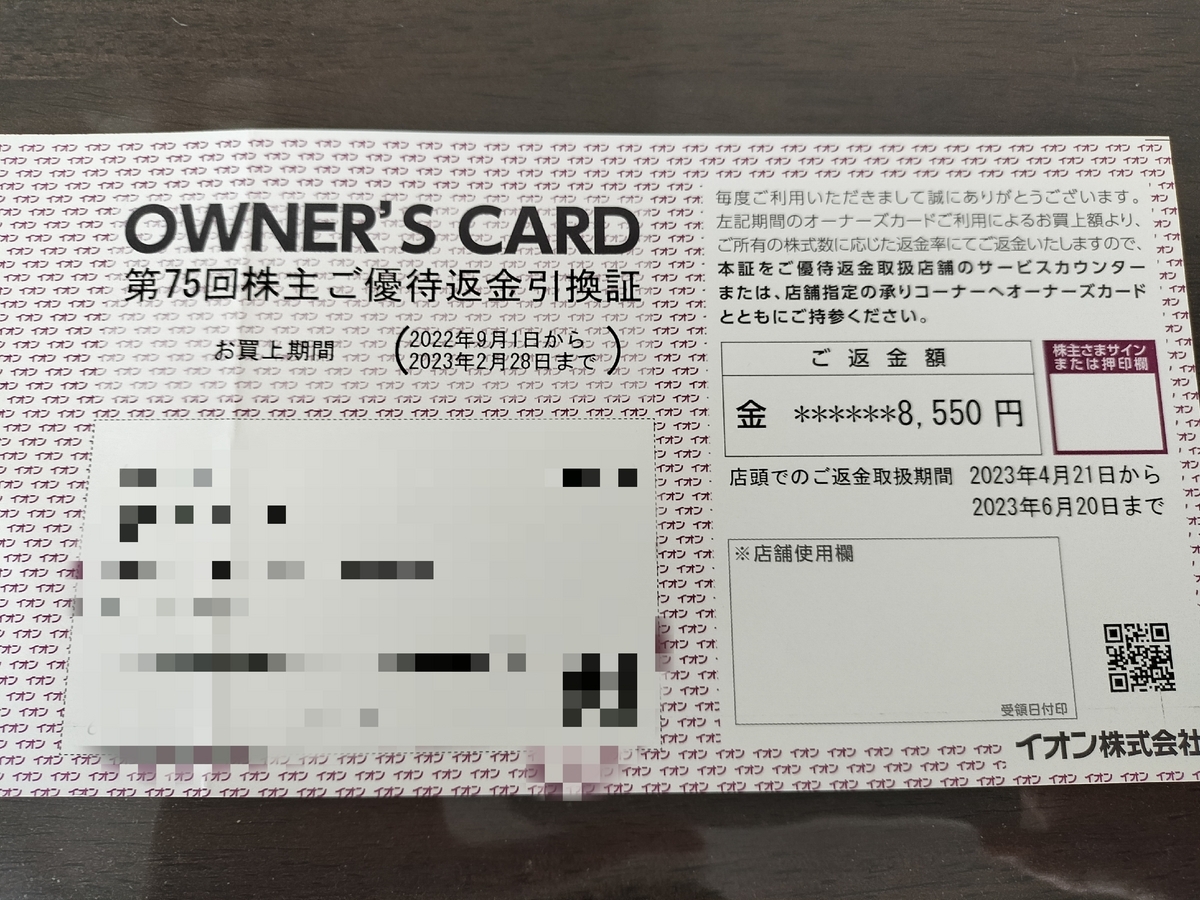 OWNER'S CARD
第75回株主ご優待返金引換証
お買上期間
(2022年9月1日から
2023年2月28日まで)
毎度ご利用いただきまして誠にありがとうございます。
左記期間のオーナーズカードご利用によるお買上額より、
ご所有の株式数に応じた返金率にてご返金いたしますので、
本証をご優待返金取扱店舗のサービスカウンター
または、店舗指定の承りコーナーへオーナーズカード
とともにご持参ください。
ご返金額
金 ******8,550円
株主さまサイン
または押印欄
店頭でのご返金取扱期間 2023年4月21日から
2023年6月20日まで
※店舗使用欄
受領日付印
イオン株式会社